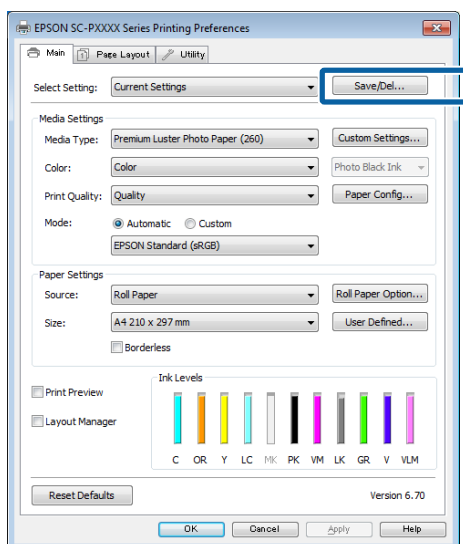 EPSON SC-PXXXX Series Printing Preferences
Main Page Layout Utility
Select Setting: Current Settings Save/Del...
Media Settings
Media Type: Premium Luster Photo Paper (260) Custom Settings...
Color: Color Photo Black Ink
Print Quality: Quality Paper Config...
Mode: Automatic Custom
EPSON Standard (sRGB)
Paper Settings
Source: Roll Paper Roll Paper Option...
Size: A4 210 x 297 mm User Defined...
Borderless
Ink Levels
Print Preview
Layout Manager
C OR Y LC MK PK VM LK GR V VLM
Reset Defaults Version 6.70
OK Cancel Apply Help